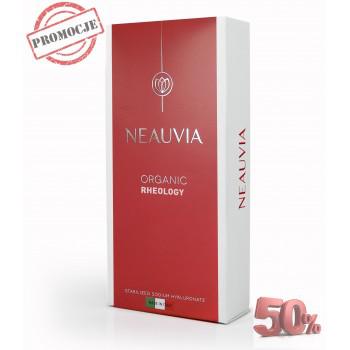 PROMOCJE
NEAUVIA
ORGANIC
RHEOLOGY
STABILIZED SODIUM HYALURONATE
NEAUVIA
50%